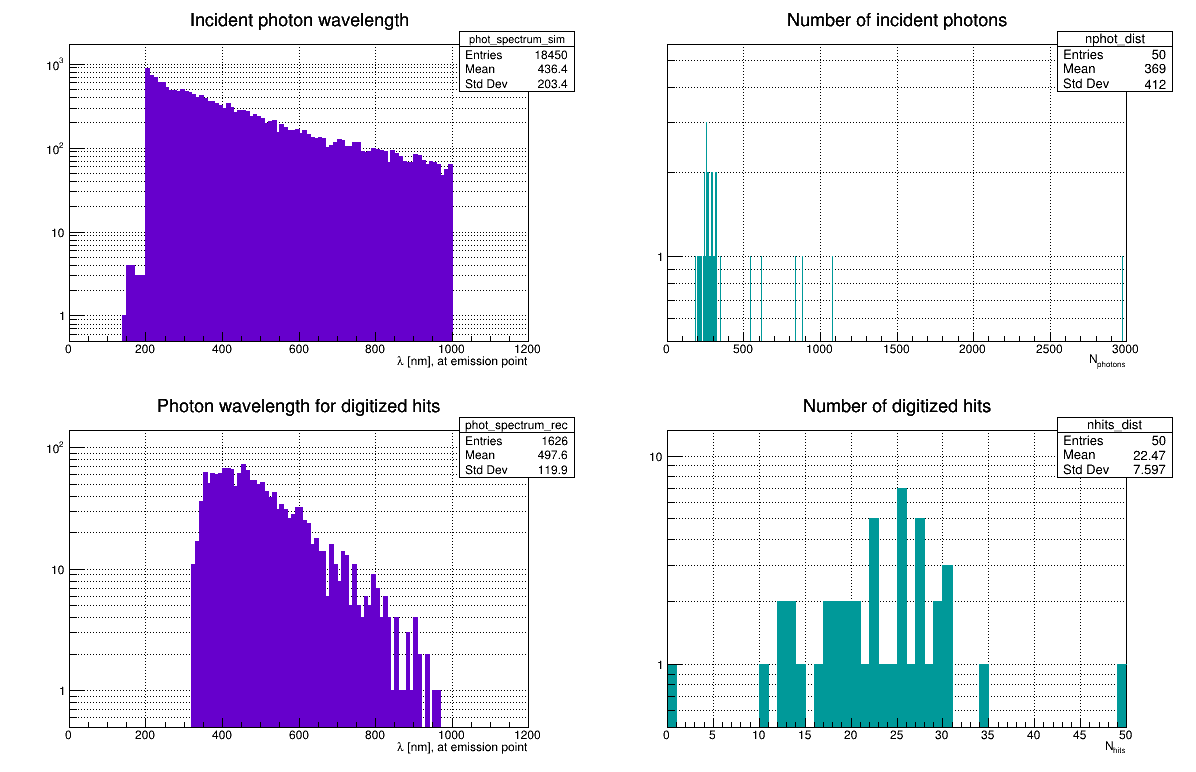 Incident photon wavelength
phot_spectrum_sim
Entries 18450
Mean 436.4
Std Dev 203.4
10³
10²
10
1
0 200 400 600 800 1000 1200
λ [nm], at emission point
Number of incident photons
nphot_dist
Entries 50
Mean 369
Std Dev 412
1
0 500 1000 1500 2000 2500 3000
N_photons
Photon wavelength for digitized hits
phot_spectrum_rec
Entries 1626
Mean 497.6
Std Dev 119.9
10²
10
1
0 200 400 600 800 1000 1200
λ [nm], at emission point
Number of digitized hits
nhits_dist
Entries 50
Mean 22.47
Std Dev 7.597
10
1
0 5 10 15 20 25 30 35 40 45 50
N_hits